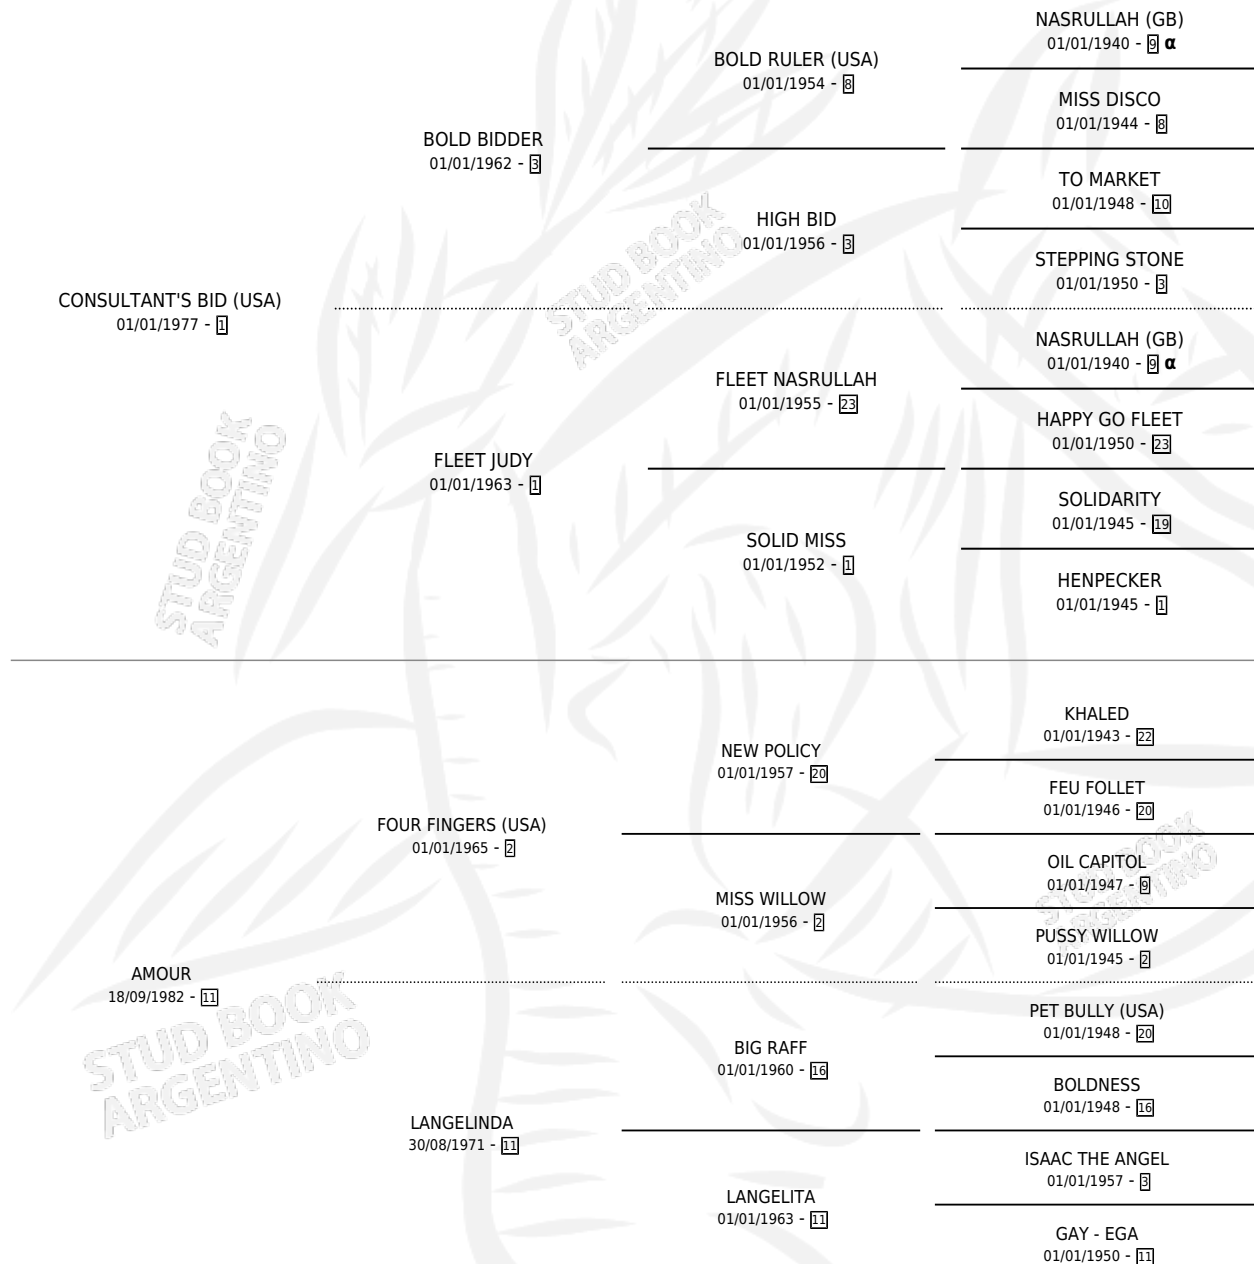 NASRULLAH (GB)
01/01/1940 - 9 α
BOLD RULER (USA)
01/01/1954 - 8
MISS DISCO
01/01/1944 - 8
BOLD BIDDER
01/01/1962 - 3
TO MARKET
01/01/1948 - 10
HIGH BID
01/01/1956 - 3
STEPPING STONE
01/01/1950 - 3
CONSULTANT'S BID (USA)
01/01/1977 - 1
NASRULLAH (GB)
01/01/1940 - 9 α
FLEET NASRULLAH
01/01/1955 - 23
HAPPY GO FLEET
01/01/1950 - 23
FLEET JUDY
01/01/1963 - 1
SOLIDARITY
01/01/1945 - 19
SOLID MISS
01/01/1952 - 1
HENPECKER
01/01/1945 - 1
KHALED
01/01/1943 - 22
NEW POLICY
01/01/1957 - 20
FEU FOLLET
01/01/1946 - 20
FOUR FINGERS (USA)
01/01/1965 - 2
OIL CAPITOL
01/01/1947 - 9
MISS WILLOW
01/01/1956 - 2
PUSSY WILLOW
01/01/1945 - 2
AMOUR
18/09/1982 - 11
PET BULLY (USA)
01/01/1948 - 20
BIG RAFF
01/01/1960 - 16
BOLDNESS
01/01/1948 - 16
LANGELINDA
30/08/1971 - 11
ISAAC THE ANGEL
01/01/1957 - 3
LANGELITA
01/01/1963 - 11
GAY - EGA
01/01/1950 - 11
STUD BOOK
ARGENTINO
STUD BOOK
ARGENTINO
STUD BOOK
ARGENTINO
STUD BOOK
ARGENTINO